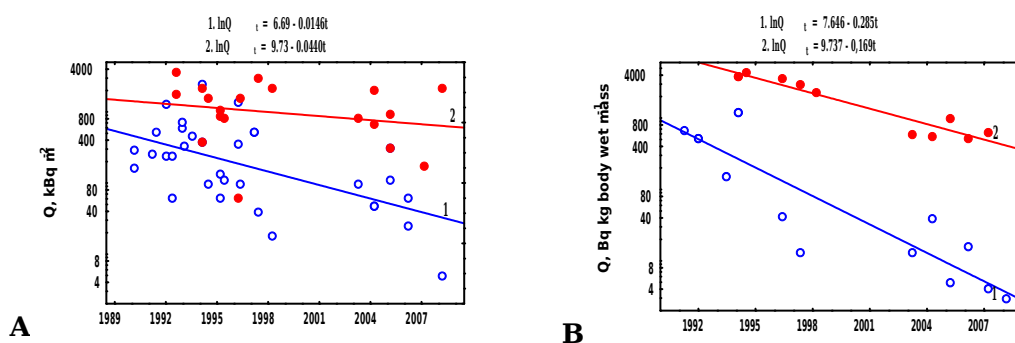 1. lnQ t = 6.69 - 0.0146t
2. lnQ t = 9.73 - 0.0440t
4000
800
400
80
40
8
4
Q, kBq m-2
2
1
1989 1992 1995 1998 2001 2004 2007
A
1. lnQ t = 7.646 - 0.285t
2. lnQ t = 9.737 - 0,169t
4000
800
400
80
40
8
4
Q, Bq kg body wet mass-1
2
1
1992 1995 1998 2001 2004 2007
B